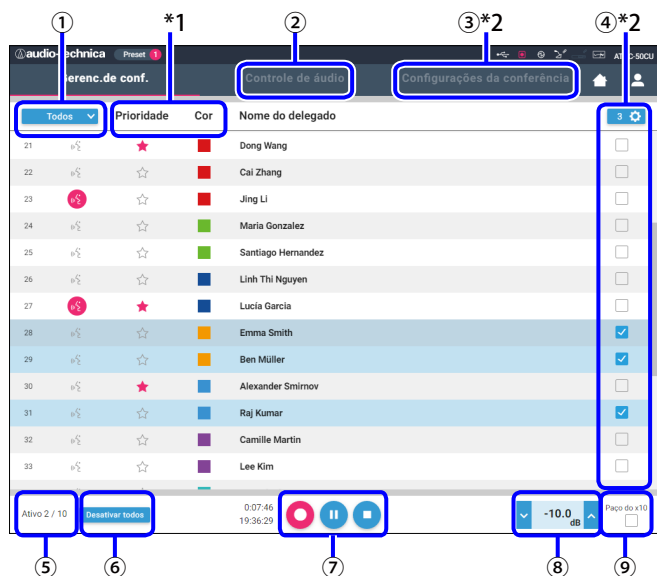 ① *1 ② ③*2 ④*2
audio-technica Preset 1 ATUC-50CU
Gerenc.de conf. Controle de áudio Configurações da conferência
Todos Prioridade Cor Nome do delegado 3
21 Dong Wang
22 Cai Zhang
23 Jing Li
24 Maria Gonzalez
25 Santiago Hernandez
26 Linh Thi Nguyen
27 Lucía Garcia
28 Emma Smith
29 Ben Müller
30 Alexander Smirnov
31 Raj Kumar
32 Camille Martin
33 Lee Kim
Ativo 2 / 10 Desativar todos 0:07:46 -10.0 Paço do x10
19:36:29 dB
⑤ ⑥ ⑦ ⑧ ⑨